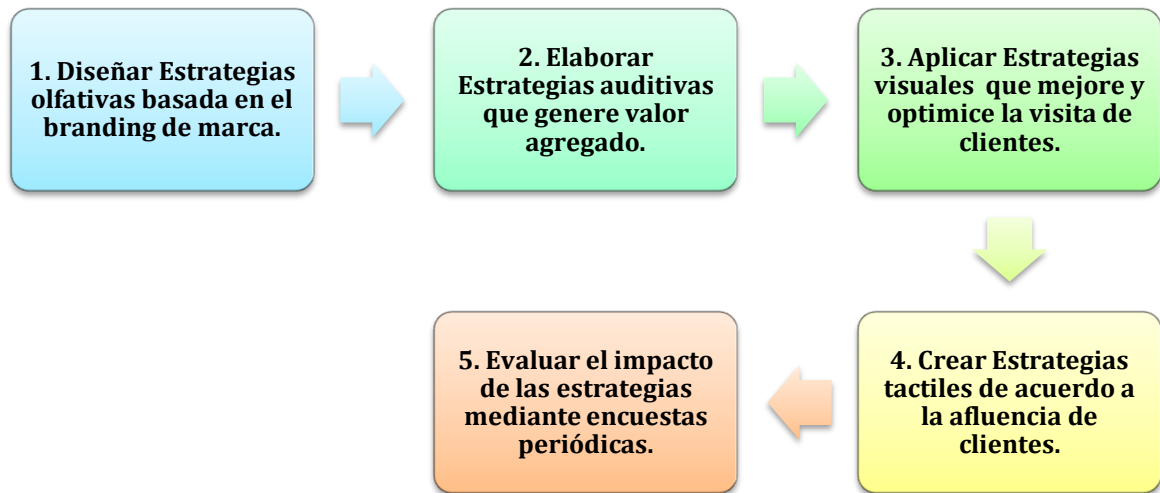 1. Diseñar Estrategias
olfativas basada en el
branding de marca.
2. Elaborar
Estrategias auditivas
que genere valor
agregado.
3. Aplicar Estrategias
visuales que mejore y
optimice la visita de
clientes.
4. Crear Estrategias
tactiles de acuerdo a
la afluencia de
clientes.
5. Evaluar el impacto
de las estrategias
mediante encuestas
periódicas.